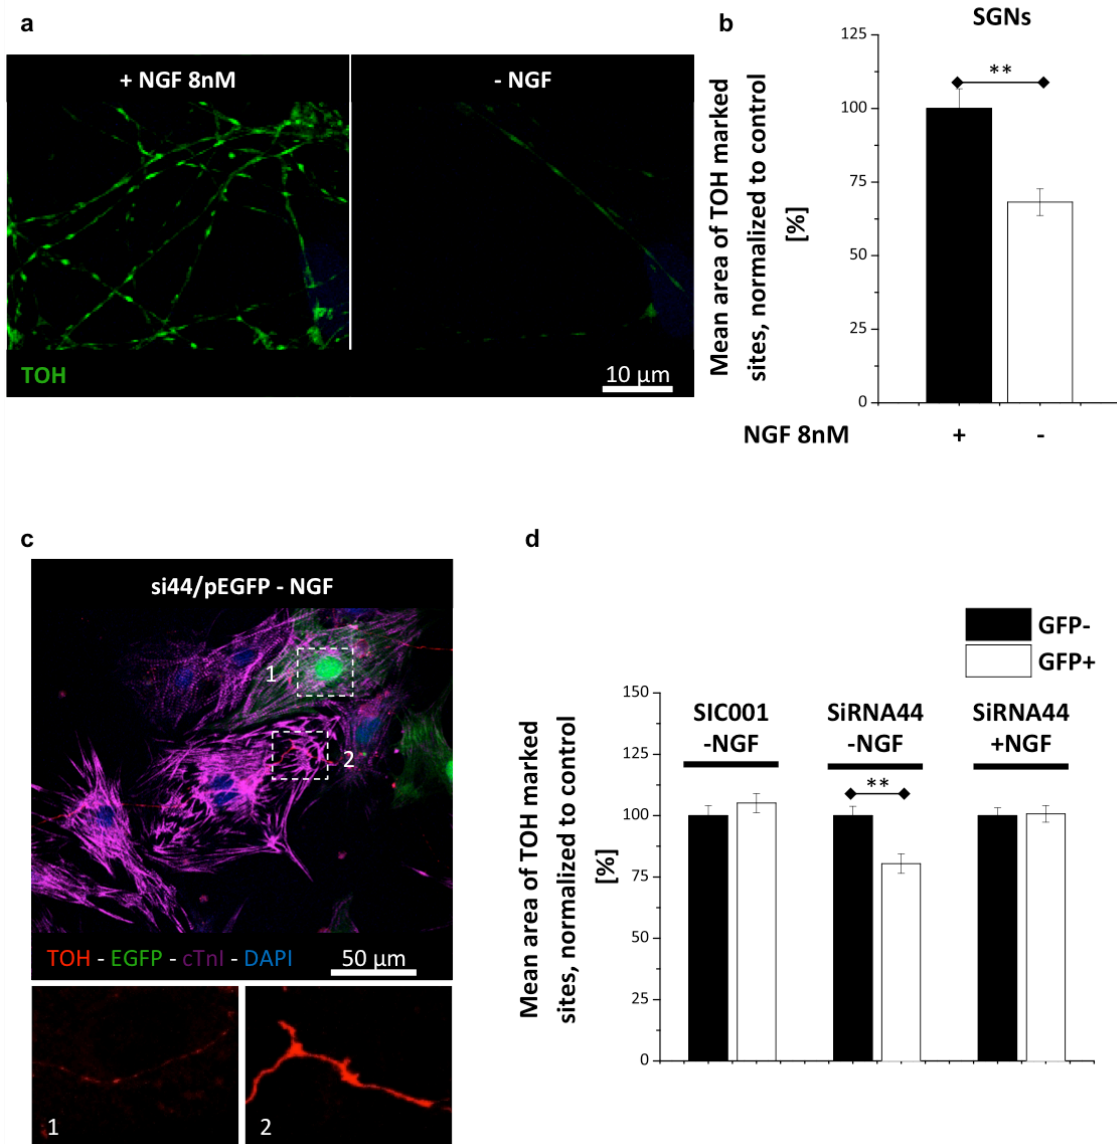 a
+ NGF 8nM
- NGF
TOH
10 µm
b
SGNs
125
100
75
50
25
0
**
Mean area of TOH marked
sites, normalized to control
[%]
NGF 8nM
+
-
c
si44/pEGFP - NGF
1
2
TOH - EGFP - cTnI - DAPI
50 µm
1
2
d
GFP-
GFP+
150
125
100
75
50
25
0
SIC001
-NGF
SiRNA44
-NGF
SiRNA44
+NGF
**
Mean area of TOH marked
sites, normalized to control
[%]